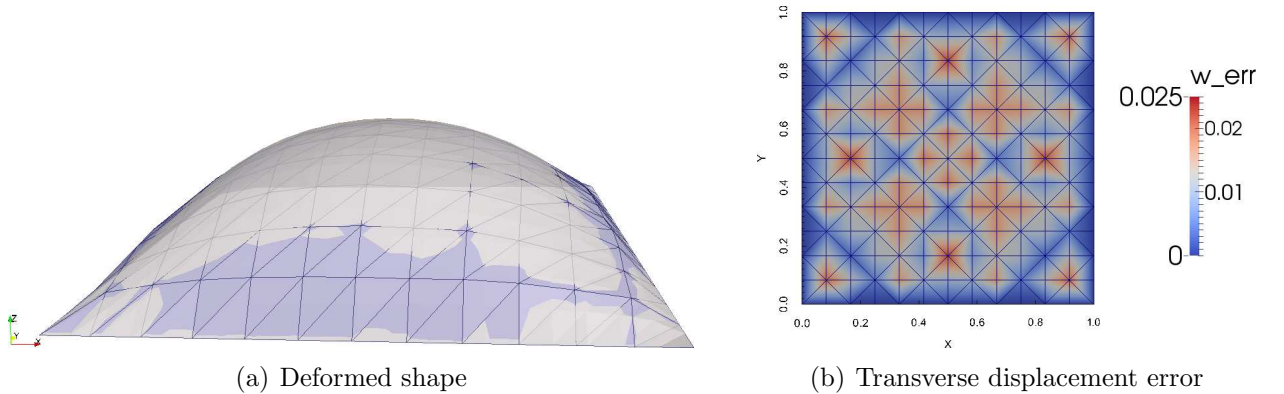 Z
Y
X
(a) Deformed shape
1.0
0.8
0.6
0.4
0.2
0.0
Y
0.0 0.2 0.4 0.6 0.8 1.0
X
w_err
0.025
0.02
0.01
0
(b) Transverse displacement error